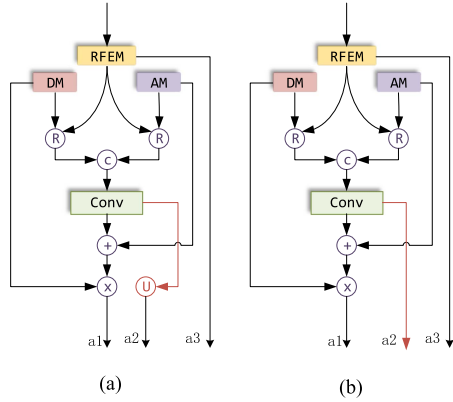 RFEM RFEM
DM AM DM AM
R R R R
c c
Conv Conv
+ +
x U x
a1 a2 a3 a1 a2 a3
(a) (b)